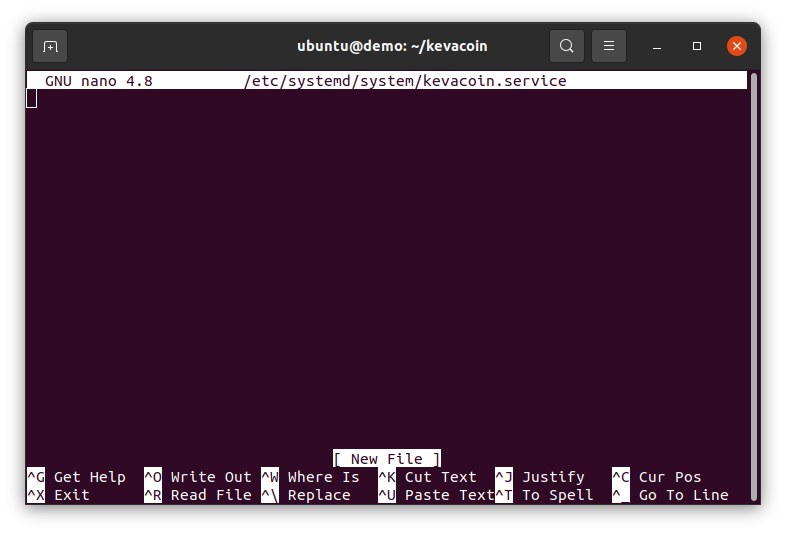 ubuntu@demo: ~/kevacoin
GNU nano 4.8 /etc/systemd/system/kevacoin.service
[ New File ]
^G Get Help ^O Write Out ^W Where Is ^K Cut Text ^J Justify ^C Cur Pos
^X Exit ^R Read File ^\ Replace ^U Paste Text^T To Spell ^_ Go To Line